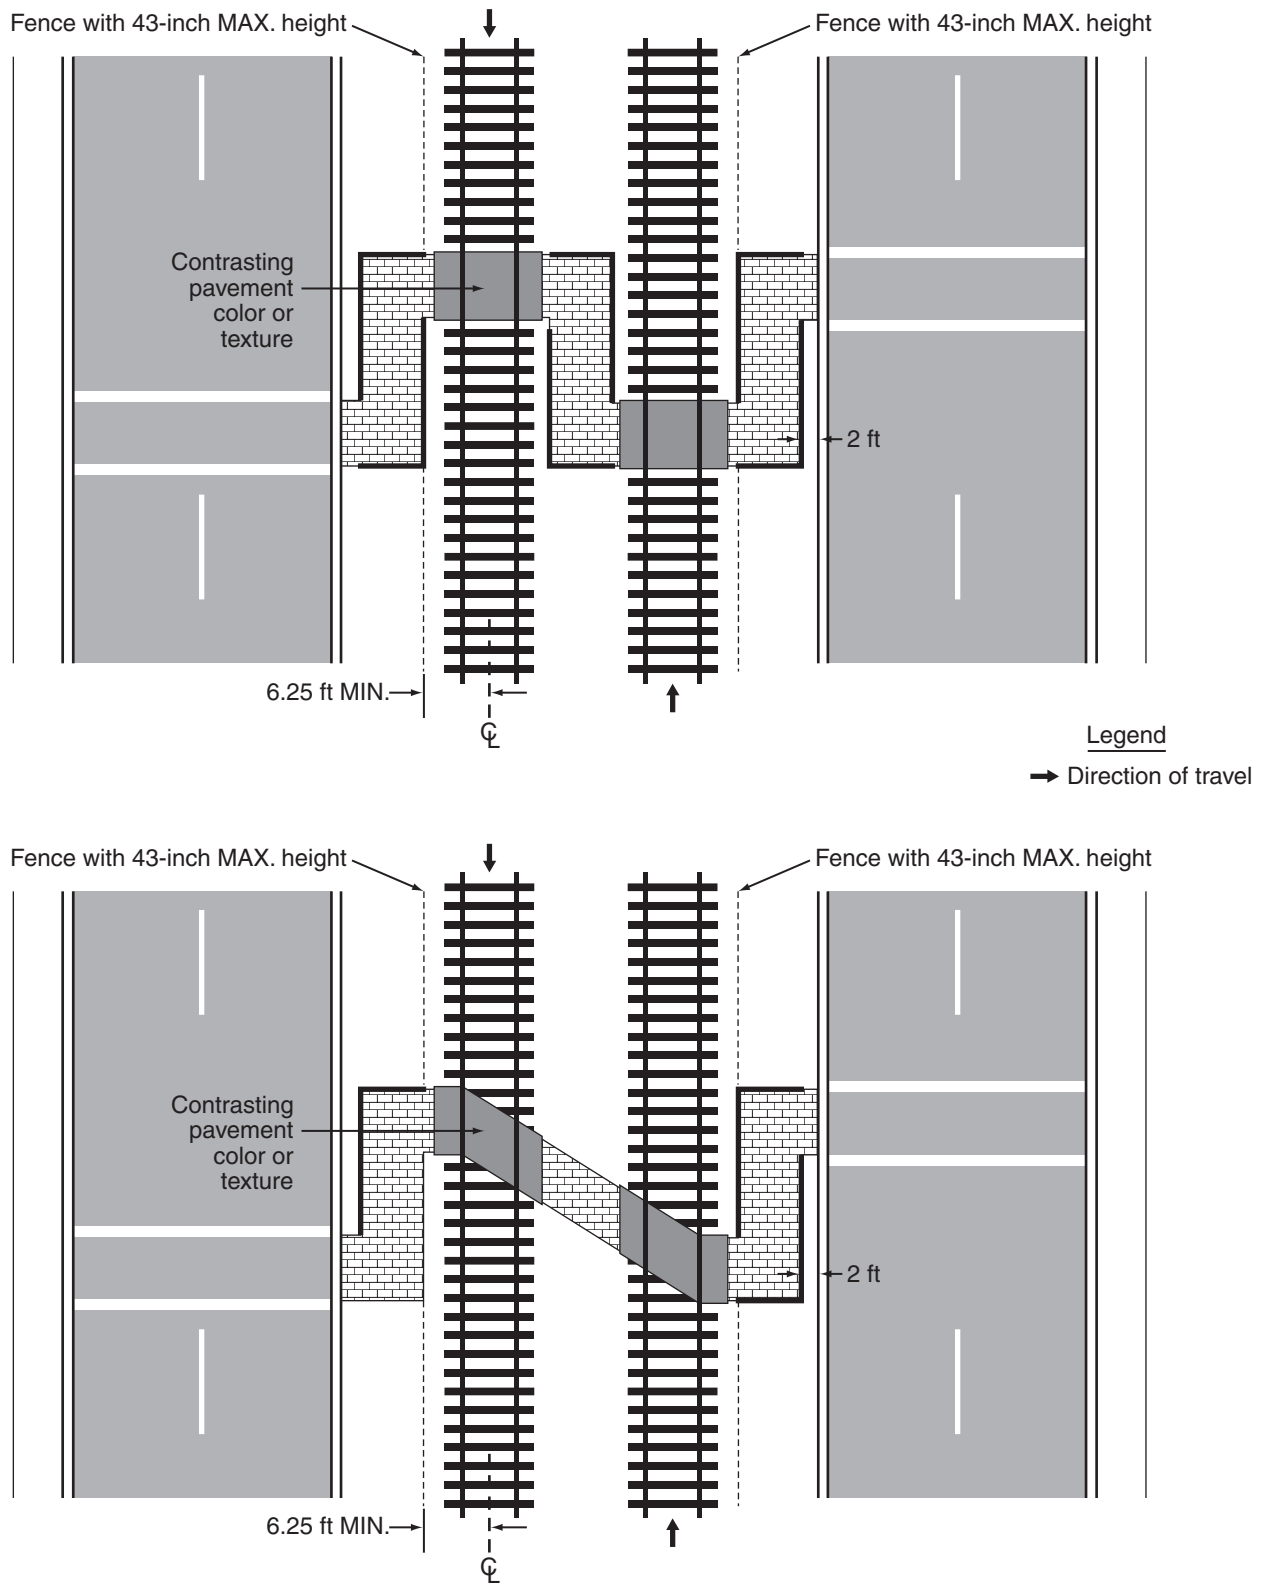 Fence with 43-inch MAX. height
Fence with 43-inch MAX. height
Contrasting
pavement
color or
texture
2 ft
6.25 ft MIN.
℄
Legend
Direction of travel
Fence with 43-inch MAX. height
Fence with 43-inch MAX. height
Contrasting
pavement
color or
texture
2 ft
6.25 ft MIN.
℄